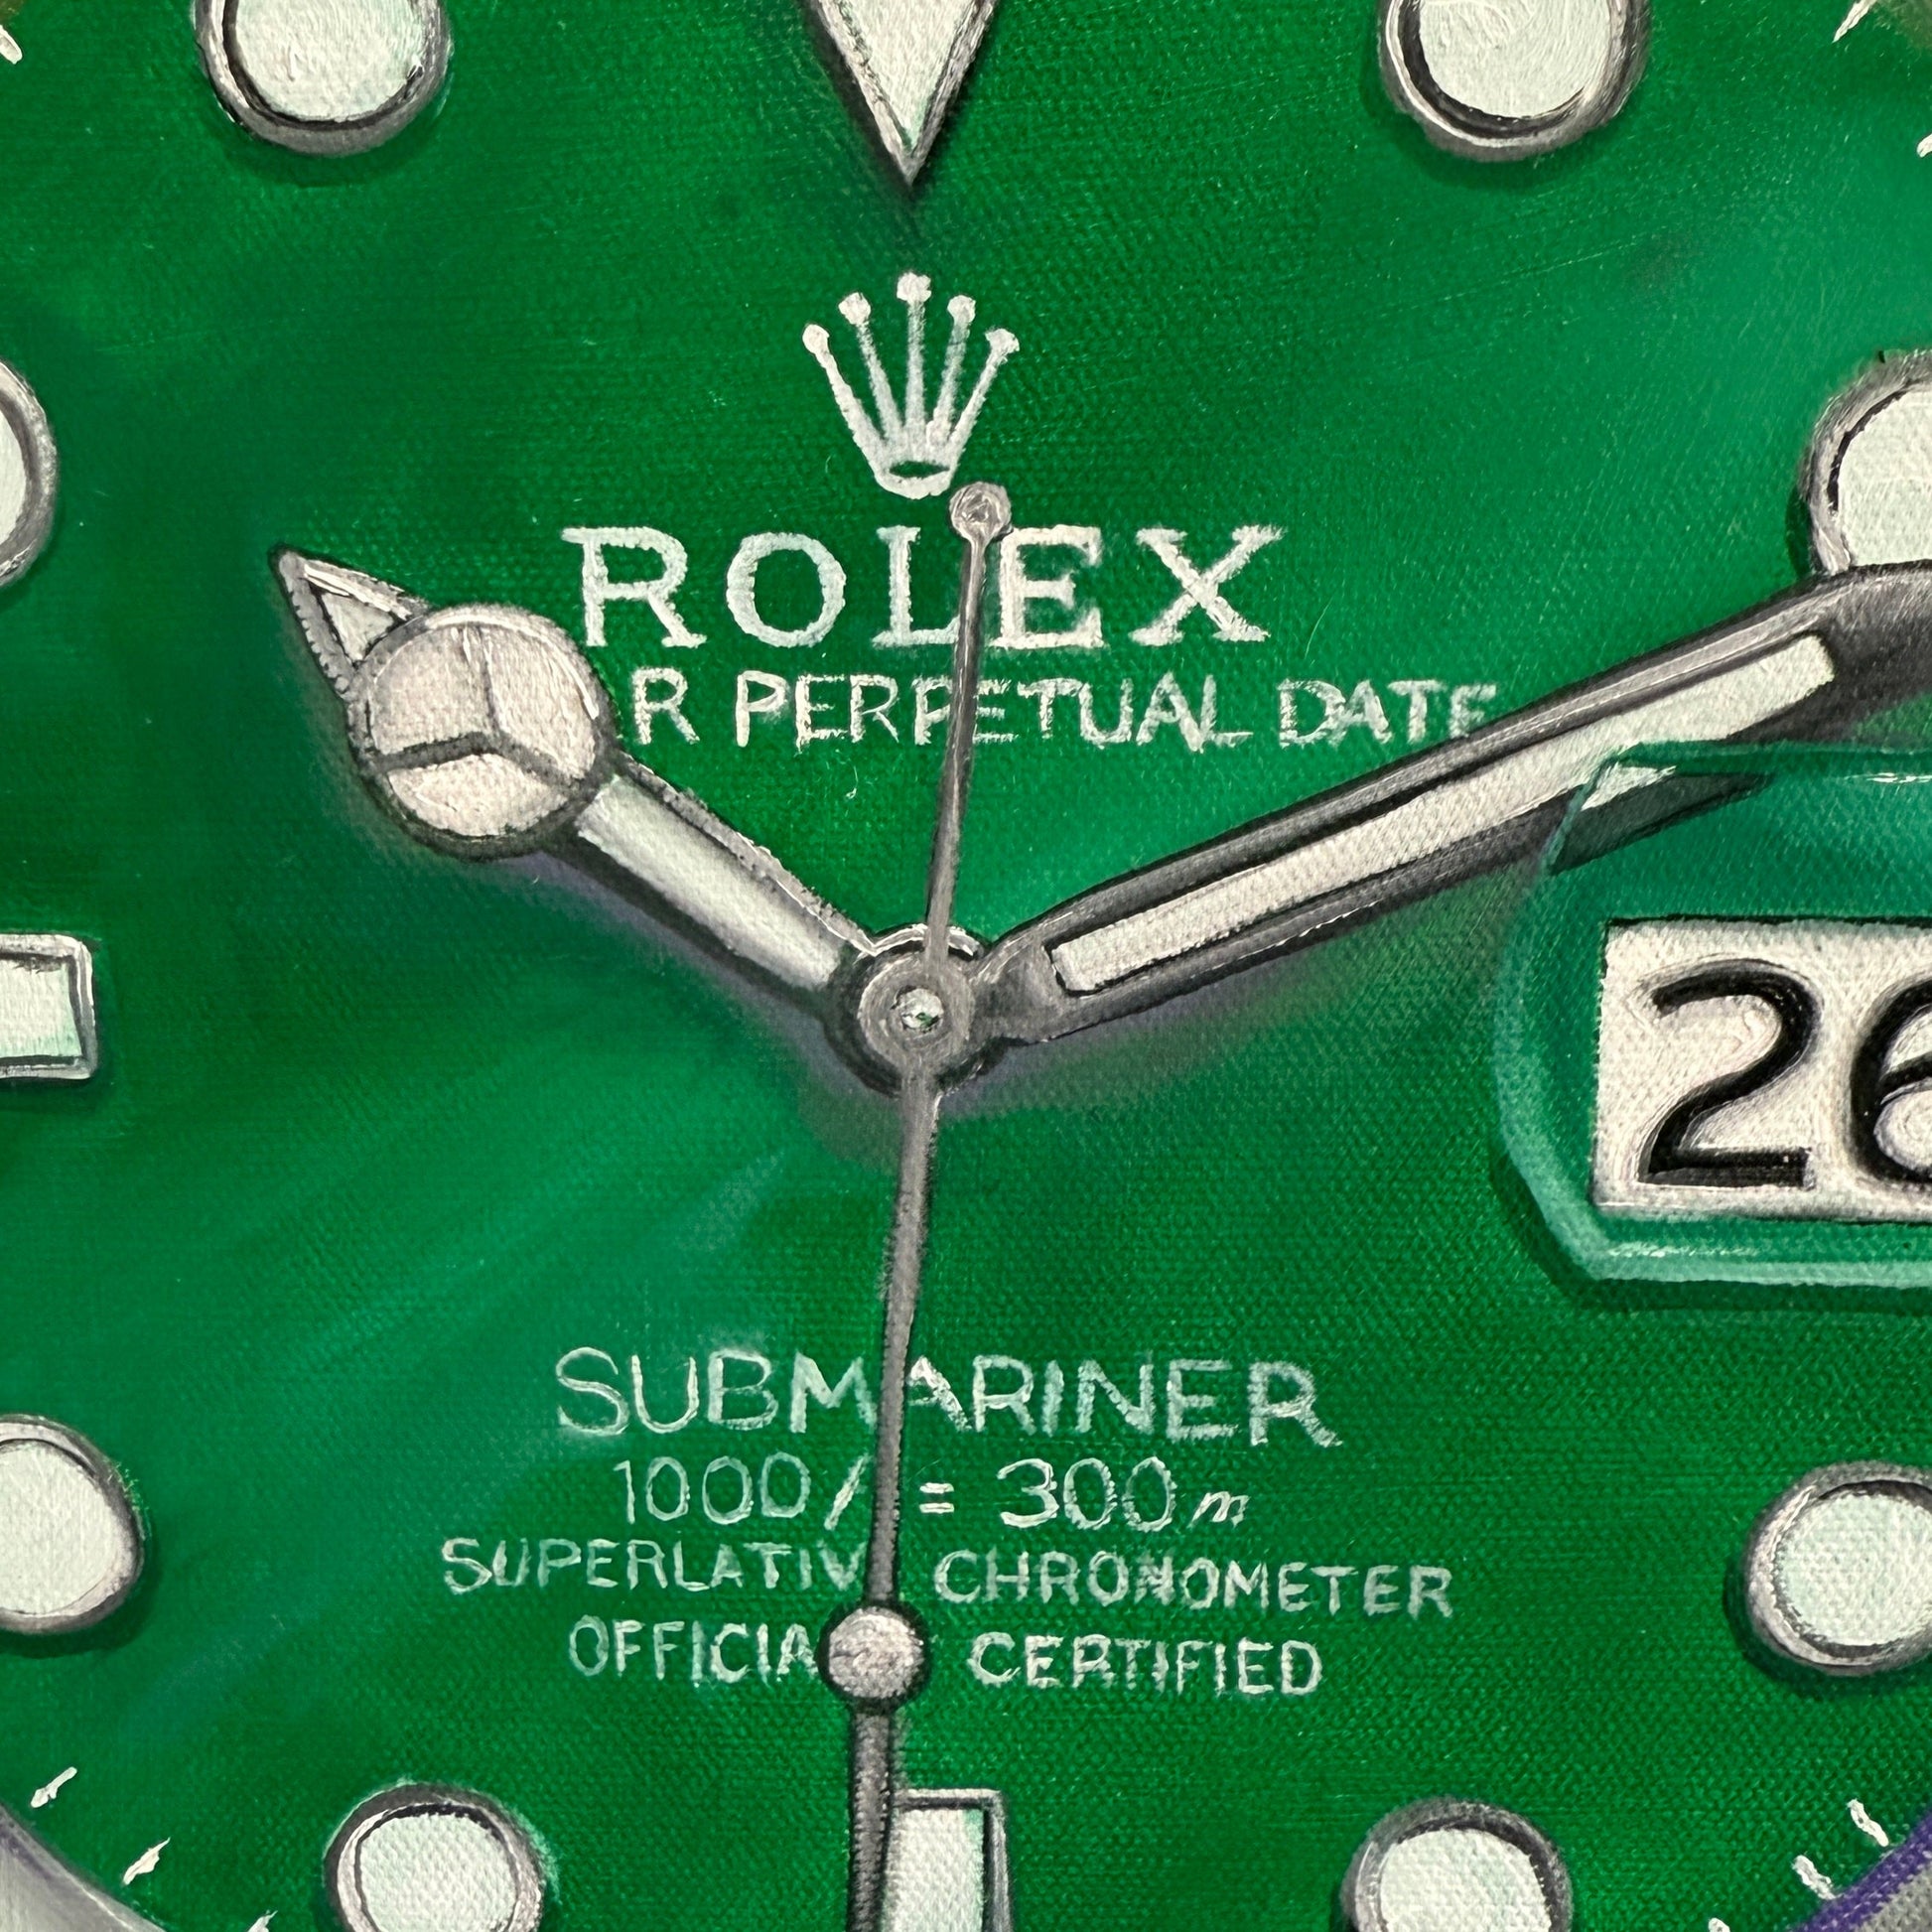 ROLEX
R PERPETUAL DATE
26
SUBMARINER
1000/ = 300m
SUPERLATIV CHRONOMETER
OFFICIA CERTIFIED